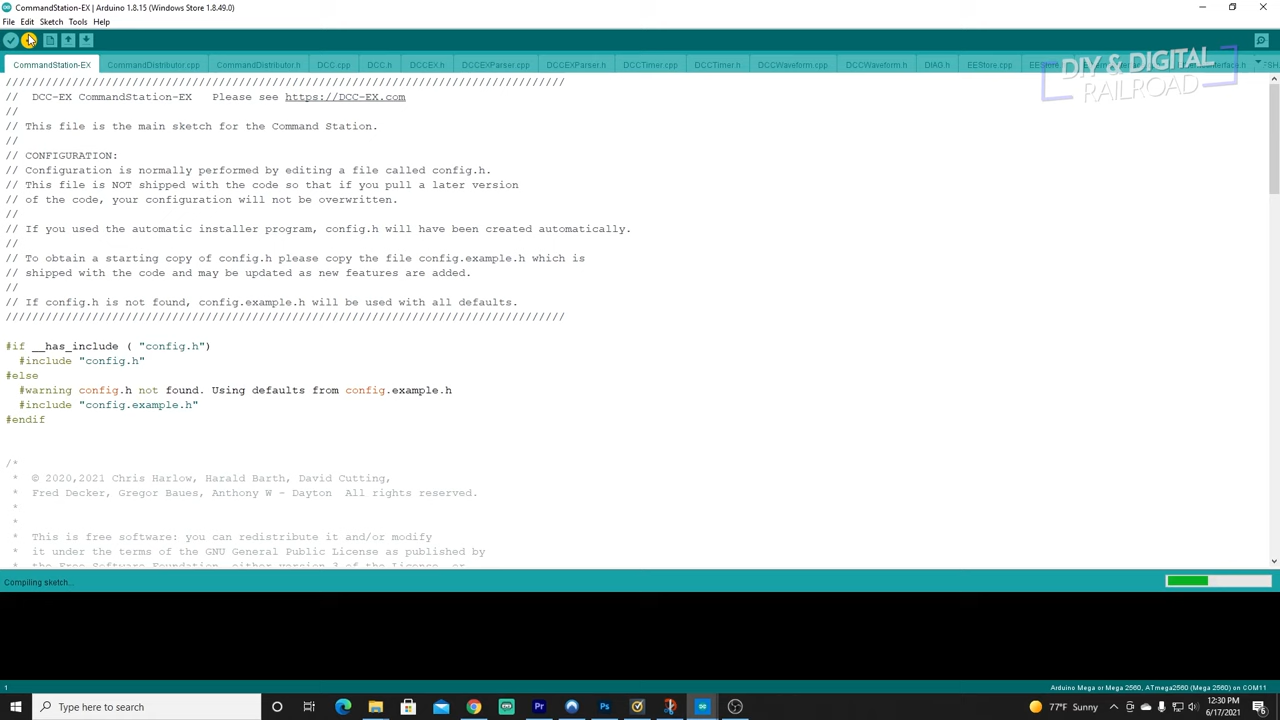 CommandStation-EX | Arduino 1.8.15 (Windows Store 1.8.49.0)
File Edit Sketch Tools Help
CommandStation-EX CommandDistributor.cpp CommandDistributor.h DCC.cpp DCC.h DCCEX.h DCCEXParser.cpp DCCEXParser.h DCCTimer.cpp DCCTimer.h DCCWaveform.cpp DCCWaveform.h DIAG.h EEStore.cpp
DIY & DIGITAL
RAILROAD
////////////////////////////////////////////////////////////////////////////////////
// DCC-EX CommandStation-EX Please see https://DCC-EX.com
//
// This file is the main sketch for the Command Station.
//
// CONFIGURATION:
// Configuration is normally performed by editing a file called config.h.
// This file is NOT shipped with the code so that if you pull a later version
// of the code, your configuration will not be overwritten.
//
// If you used the automatic installer program, config.h will have been created automatically.
//
// To obtain a starting copy of config.h please copy the file config.example.h which is
// shipped with the code and may be updated as new features are added.
//
// If config.h is not found, config.example.h will be used with all defaults.
////////////////////////////////////////////////////////////////////////////////////
#if __has_include ( "config.h")
#include "config.h"
#else
#warning config.h not found. Using defaults from config.example.h
#include "config.example.h"
#endif
/*
* © 2020,2021 Chris Harlow, Harald Barth, David Cutting,
* Fred Decker, Gregor Baues, Anthony W - Dayton All rights reserved.
*
*
* This is free software: you can redistribute it and/or modify
* it under the terms of the GNU General Public License as published by
* the Free Software Foundation, either version 3 of the License, or
Compiling sketch...
1
Arduino Mega or Mega 2560, ATmega2560 (Mega 2560) on COM11
Type here to search
77°F Sunny
12:30 PM
6/17/2021